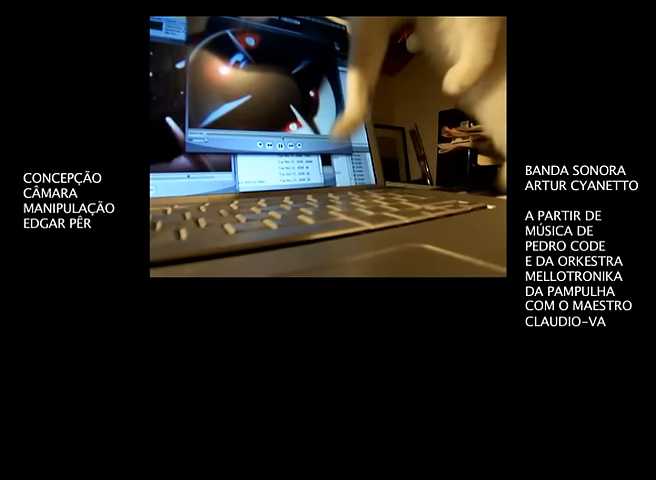 CONCEPÇÃO
CÂMARA
MANIPULAÇÃO
EDGAR PÊR
BANDA SONORA
ARTUR CYANETTO
A PARTIR DE
MÚSICA DE
PEDRO CODE
E DA ORKESTRA
MELLOTRONIKA
DA PAMPULHA
COM O MAESTRO
CLAUDIO-VA